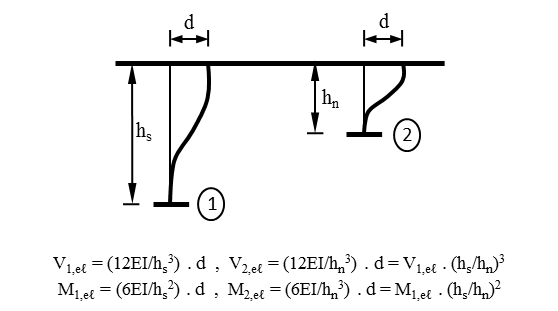 d d
hₛ
hₙ
1
2
V₁,ₑℓ = (12EI/hₛ³) . d , V₂,ₑℓ = (12EI/hₙ³) . d = V₁,ₑℓ . (hₛ/hₙ)³
M₁,ₑℓ = (6EI/hₛ²) . d , M₂,ₑℓ = (6EI/hₙ³) . d = M₁,ₑℓ . (hₛ/hₙ)²